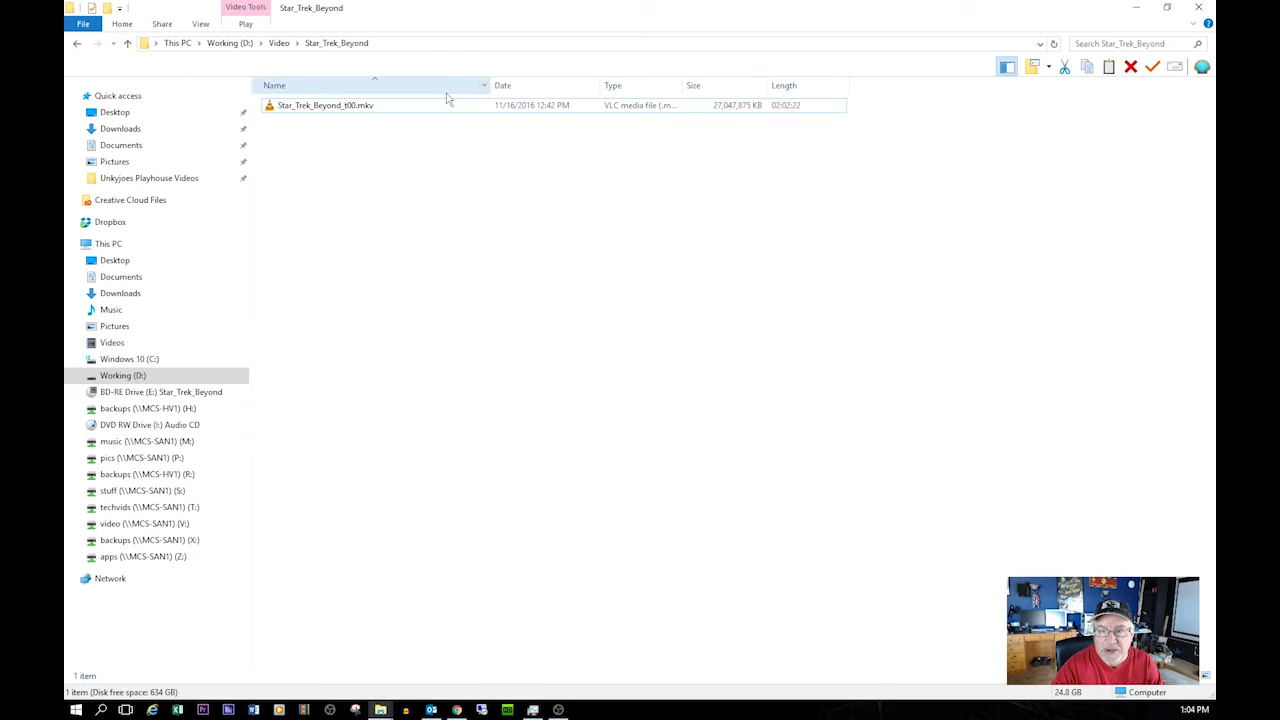 Video Tools
Star_Trek_Beyond
File
Home
Share
View
Play
This PC
Working (D:)
Video
Star_Trek_Beyond
Search Star_Trek_Beyond
Name
Date
Type
Size
Length
Star_Trek_Beyond_t00.mkv
11/16/2016 12:42 PM
VLC media file (.m...
27,047,875 KB
02:02:22
Quick access
Desktop
Downloads
Documents
Pictures
Unkyjoes Playhouse Videos
Creative Cloud Files
Dropbox
This PC
Desktop
Documents
Downloads
Music
Pictures
Videos
Windows 10 (C:)
Working (D:)
BD-RE Drive (E:) Star_Trek_Beyond
backups (\\MCS-HV1) (H:)
DVD RW Drive (I:) Audio CD
music (\\MCS-SAN1) (M:)
pics (\\MCS-SAN1) (P:)
backups (\\MCS-HV1) (R:)
stuff (\\MCS-SAN1) (S:)
techvids (\\MCS-SAN1) (T:)
video (\\MCS-SAN1) (V:)
backups (\\MCS-SAN1) (X:)
apps (\\MCS-SAN1) (Z:)
Network
1 item
1 item (Disk free space: 634 GB)
24.8 GB
Computer
1:04 PM